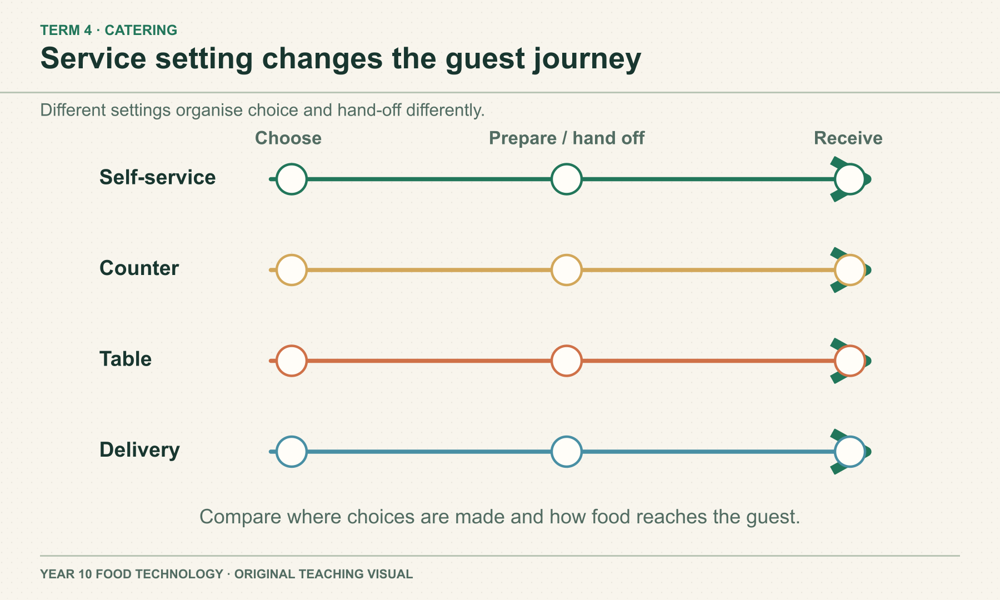 TERM 4 · CATERING
Service setting changes the guest journey
Different settings organise choice and hand-off differently.
Choose Prepare / hand off Receive
Self-service
Counter
Table
Delivery
Compare where choices are made and how food reaches the guest.
YEAR 10 FOOD TECHNOLOGY · ORIGINAL TEACHING VISUAL